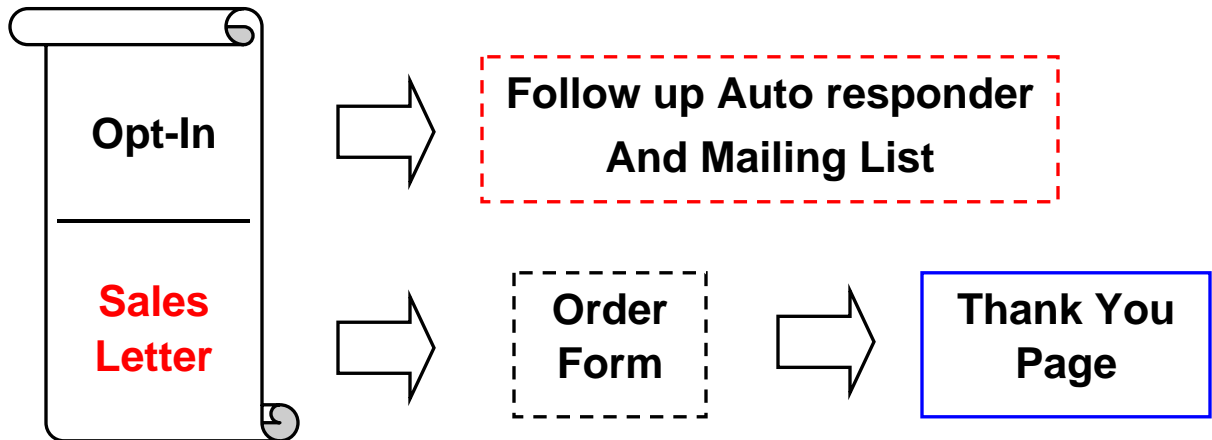 Opt-In
Follow up Auto responder
And Mailing List
Sales
Letter
Order
Form
Thank You
Page